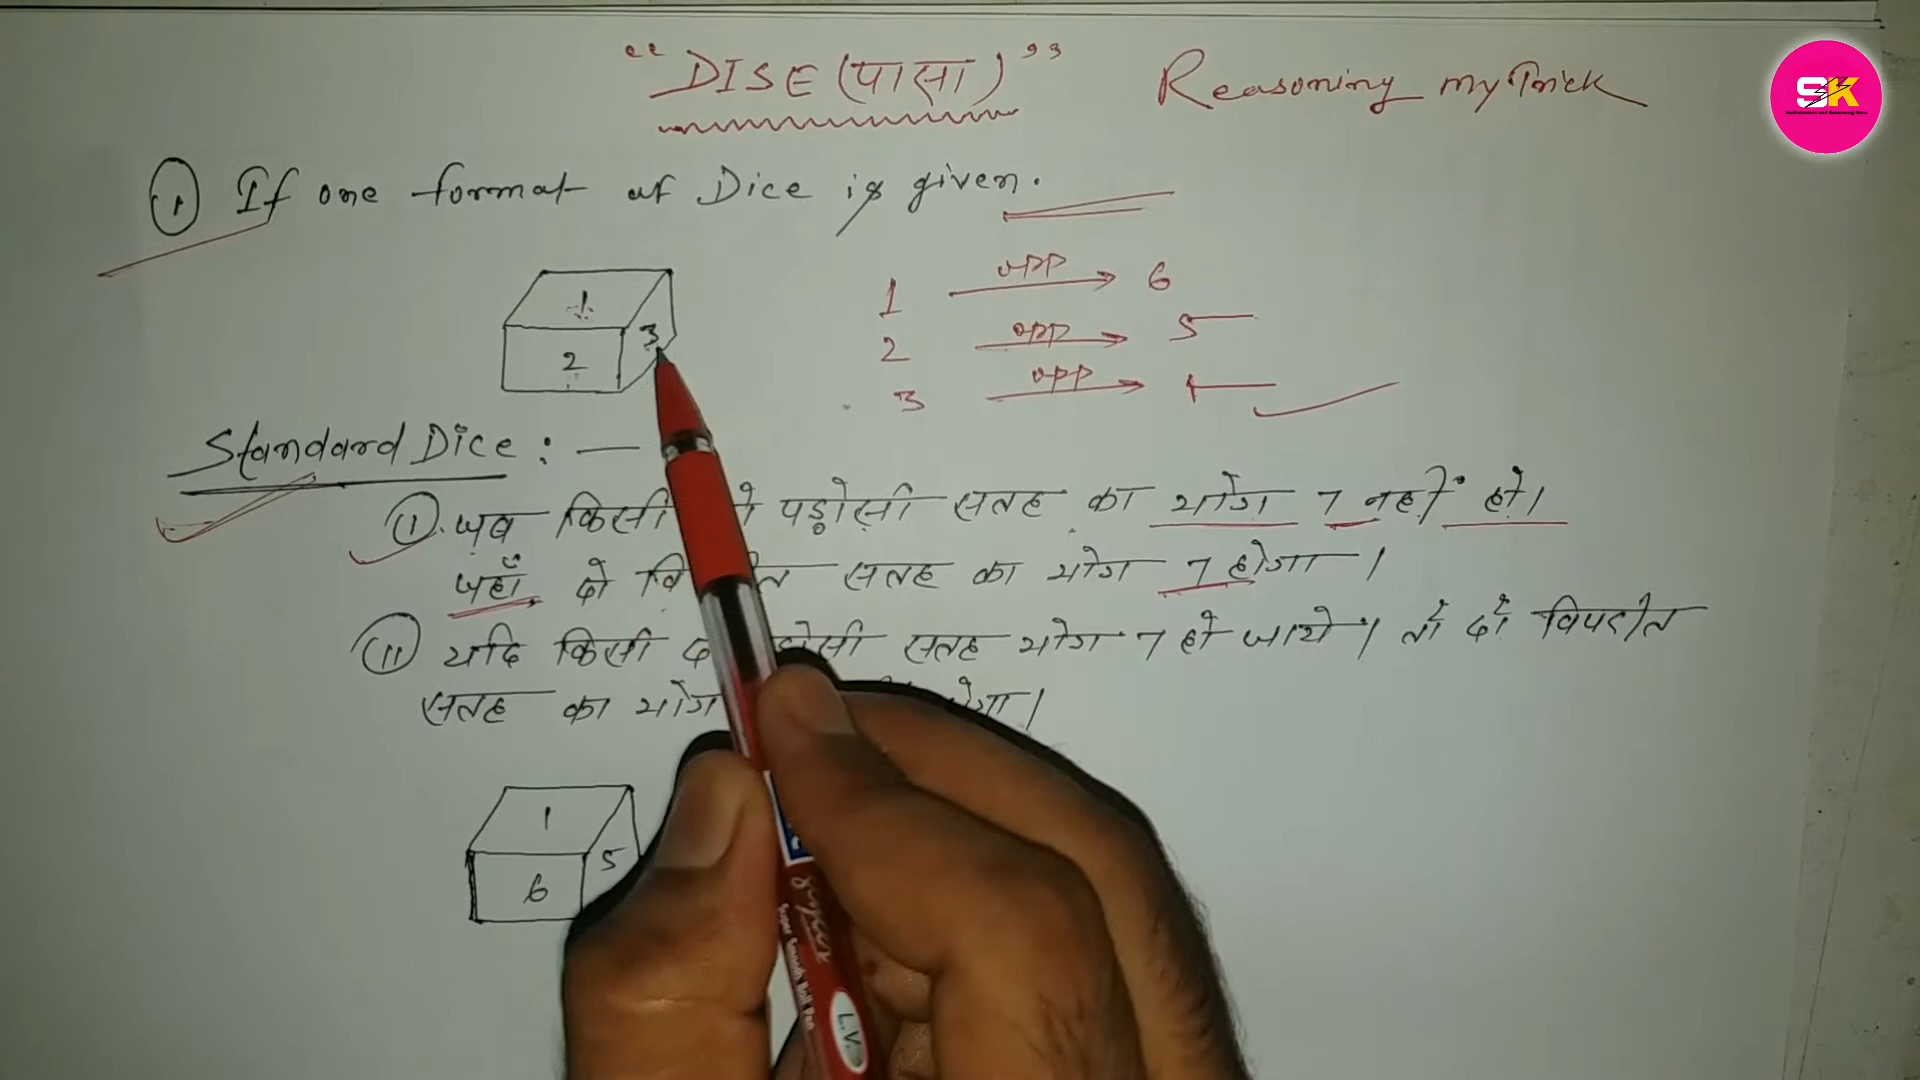 "DISE (पासा)" Reasoning my Trick
(I) If one format of Dice is given.
1
3
2
1 opp 6
2 opp 5
3 opp 4
Standard Dice : —
(I) जब किसी पड़ोसी सतह का योग 7 नहीं हो।
जहाँ दो सतह का योग 7 होगा।
(II) यदि किसी सतह योग 7 हो जाये। तो दो विपरीत
सतह का योग
1
5
6
SK
L.V.